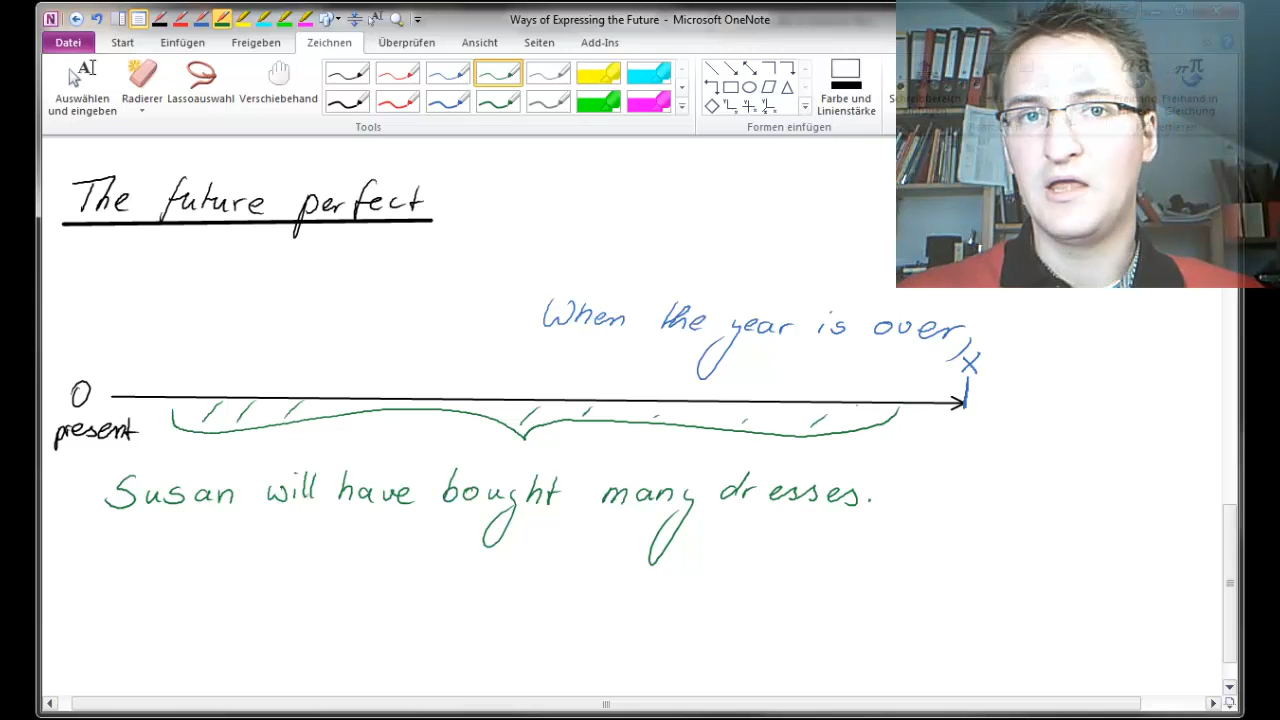 Ways of Expressing the Future - Microsoft OneNote
Datei Start Einfügen Freigeben Zeichnen Überprüfen Ansicht Seiten Add-Ins
Auswählen und eingeben
Radierer
Lassoauswahl
Verschiebehand
Farbe und Linienstärke
Tools
Formen einfügen
The future perfect
When the year is over,
x
0
present
Susan will have bought many dresses.